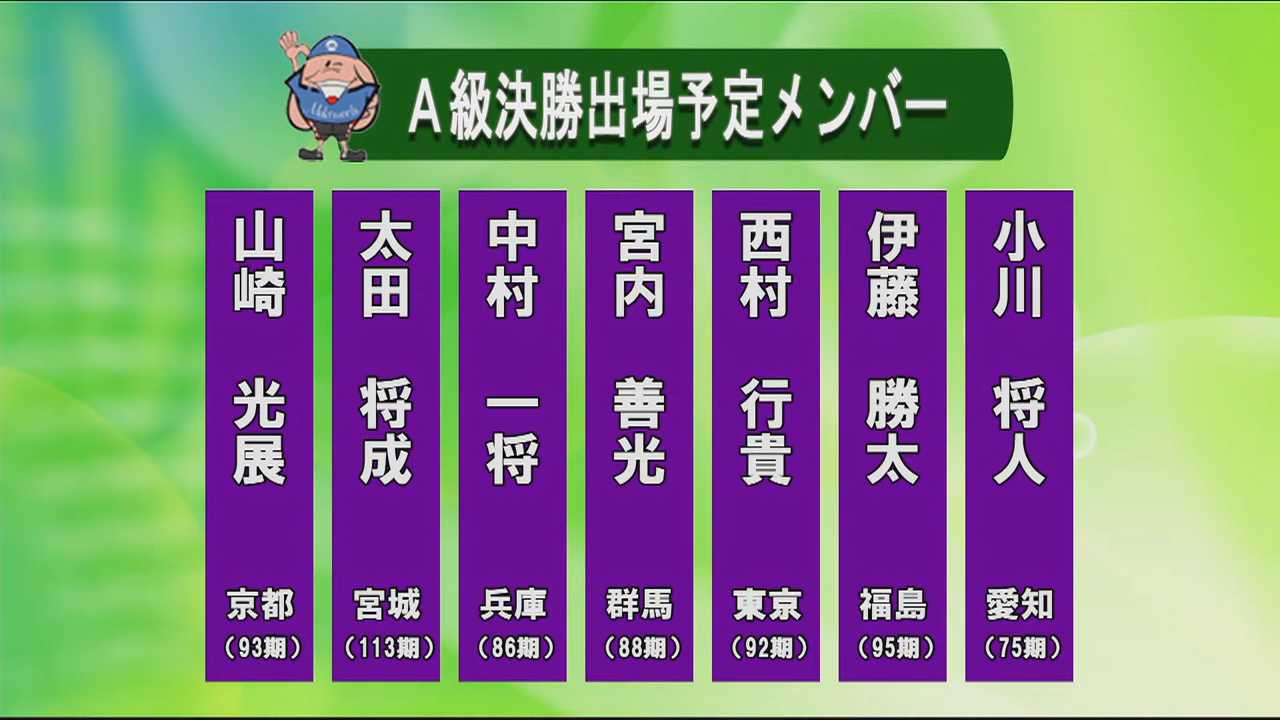 A級決勝出場予定メンバー
山崎 光展
京都
（93期）
太田 将成
宮城
（113期）
中村 一将
兵庫
（86期）
宮内 善光
群馬
（88期）
西村 行貴
東京
（92期）
伊藤 勝太
福島
（95期）
小川 将人
愛知
（75期）